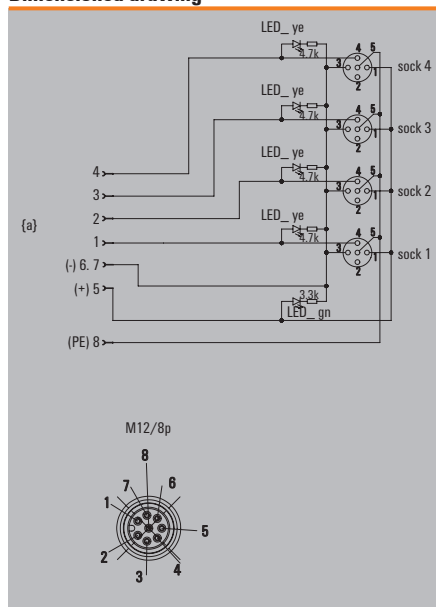 Dimensioned drawing
LED_ ye
4.7k
4 5
3 1
2
sock 4
LED_ ye
4.7k
4 5
3 1
2
sock 3
LED_ ye
4.7k
4 5
3 1
2
sock 2
LED_ ye
4.7k
4 5
3 1
2
sock 1
{a}
4
3
2
1
(-) 6. 7
(+) 5
3.3k
LED_ gn
(PE) 8
M12/8p
8
7 6
1
5
2
3 4